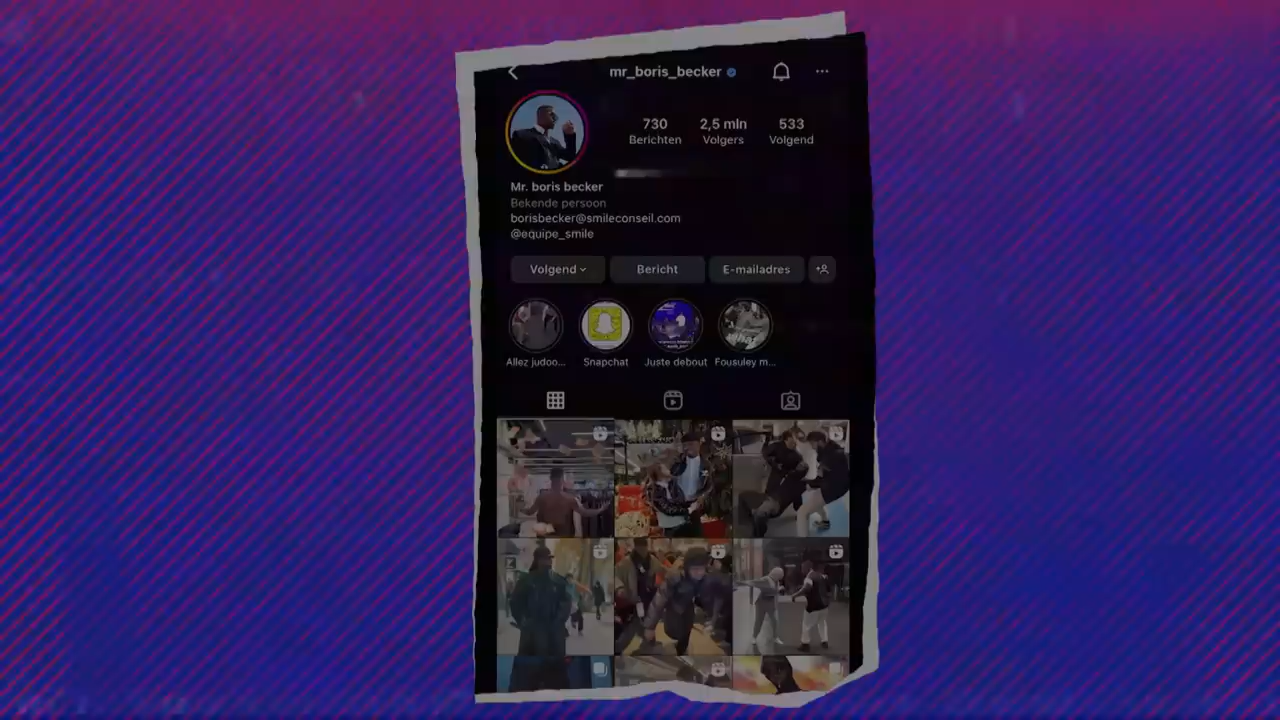 mr_boris_becker
730 2,5 mln 533
Berichten Volgers Volgend
Mr. boris becker
Bekende persoon
borisbecker@smileconseil.com
@equipe_smile
Volgend Bericht E-mailadres
Allez judoo... Snapchat Juste debout Fousuley m...